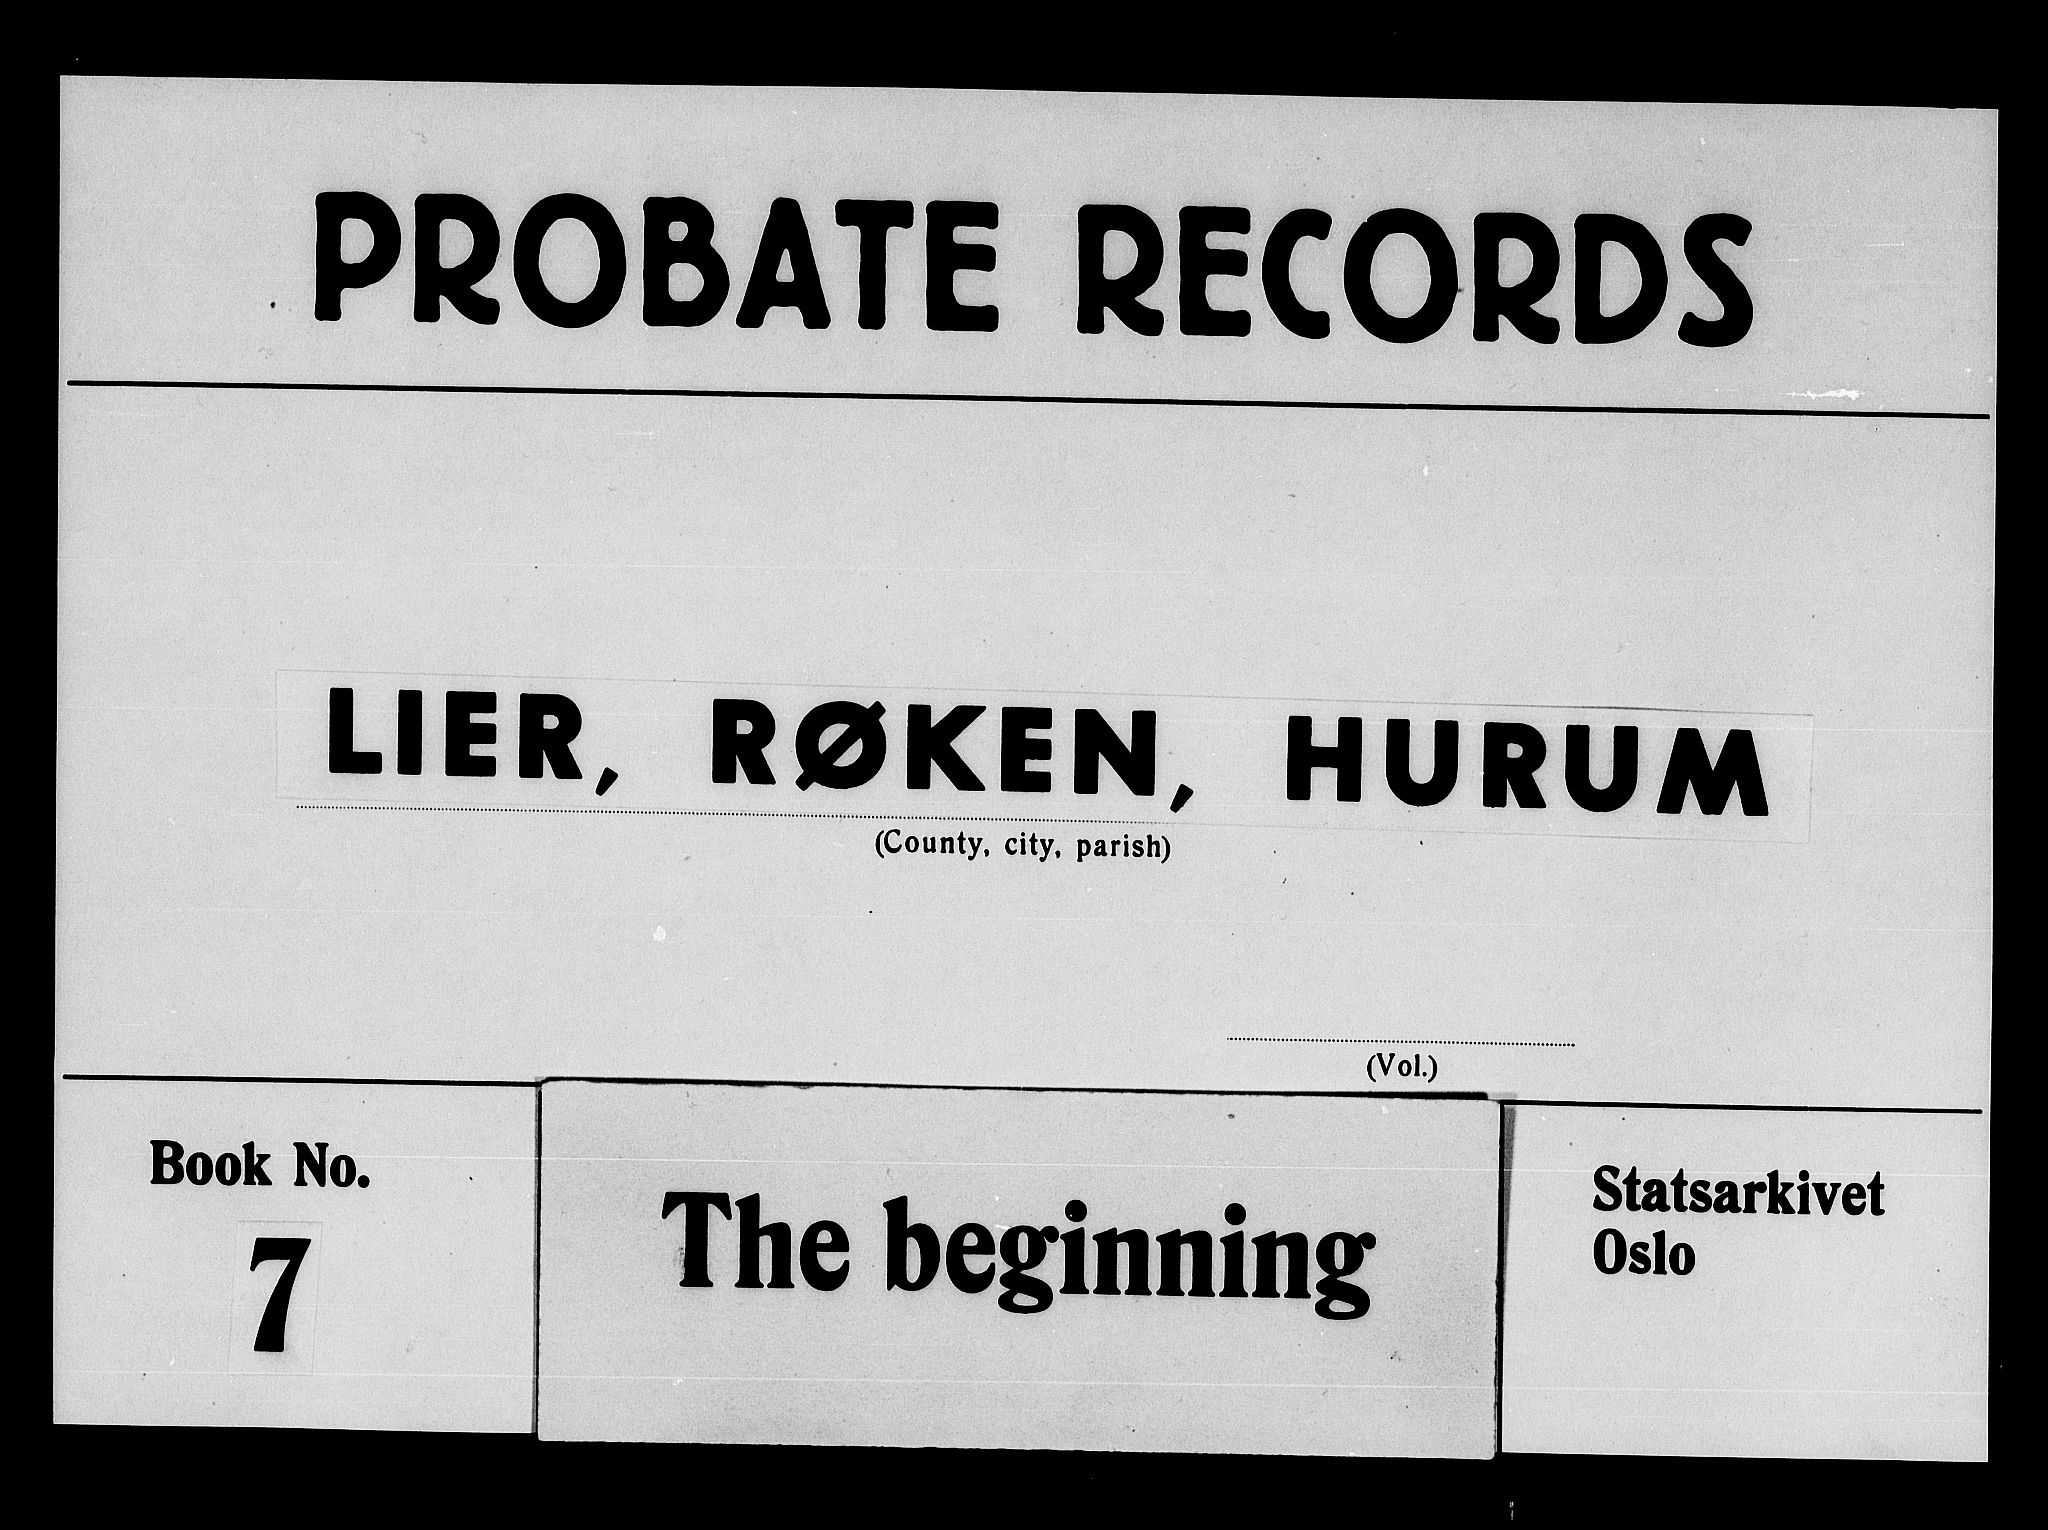 PROBATE RECORDS
LIER, RØKEN, HURUM
(County, city, parish)
(Vol.)
Book No.
7
The beginning
Statsarkivet
Oslo